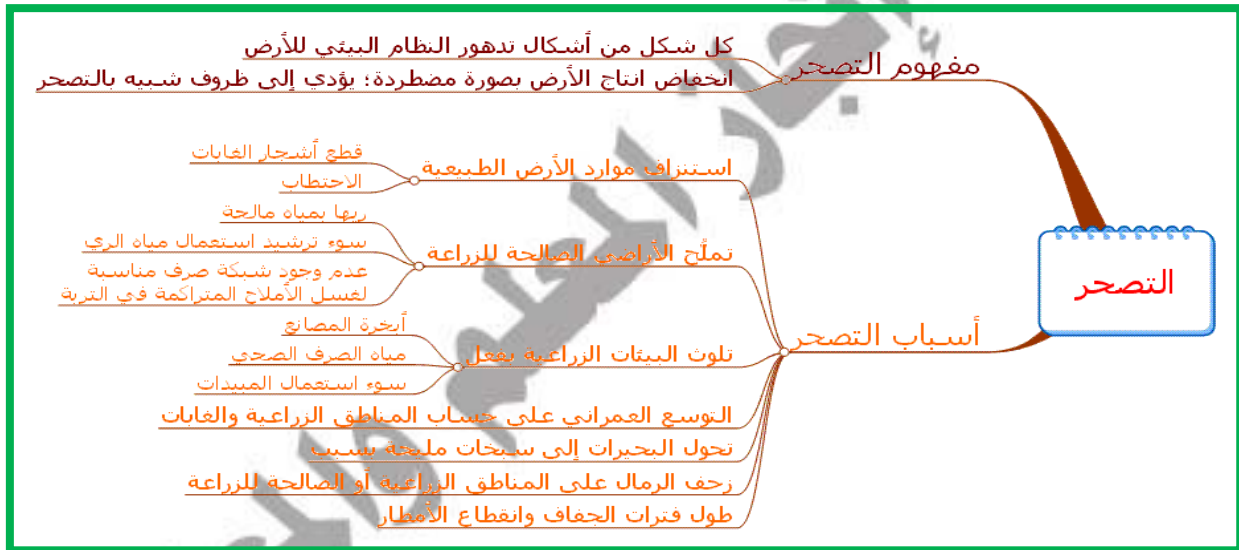 التصحر
مفهوم التصحر
كل شكل من أشكال تدهور النظام البيئي للأرض
انخفاض انتاج الأرض بصورة مضطردة؛ يؤدي إلى ظروف شبيه بالتصحر
أسباب التصحر
استنزاف موارد الأرض الطبيعية
قطع أشجار الغابات
الاحتطاب
تملُح الأراضي الصالحة للزراعة
ريها بمياه مالحة
سوء ترشيد استعمال مياه الري
عدم وجود شبكة صرف مناسبة
لغسل الأملاح المتراكمة في التربة
تلوث البيئات الزراعية بفعل
أبخرة المصانع
مياه الصرف الصحي
سوء استعمال المبيدات
التوسع العمراني على حساب المناطق الزراعية والغابات
تحول البحيرات إلى سبخات مليحة بسبب
زحف الرمال على المناطق الزراعية أو الصالحة للزراعة
طول فترات الجفاف وانقطاع الأمطار